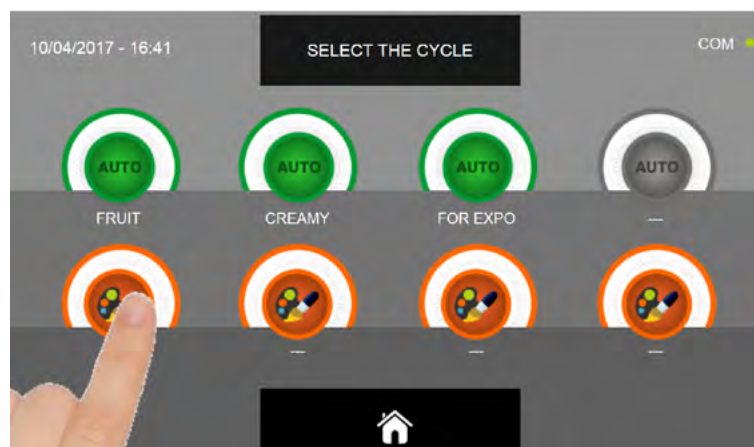 10/04/2017 - 16:41
SELECT THE CYCLE
COM
AUTO
AUTO
AUTO
AUTO
FRUIT
CREAMY
FOR EXPO
---
---
---
---